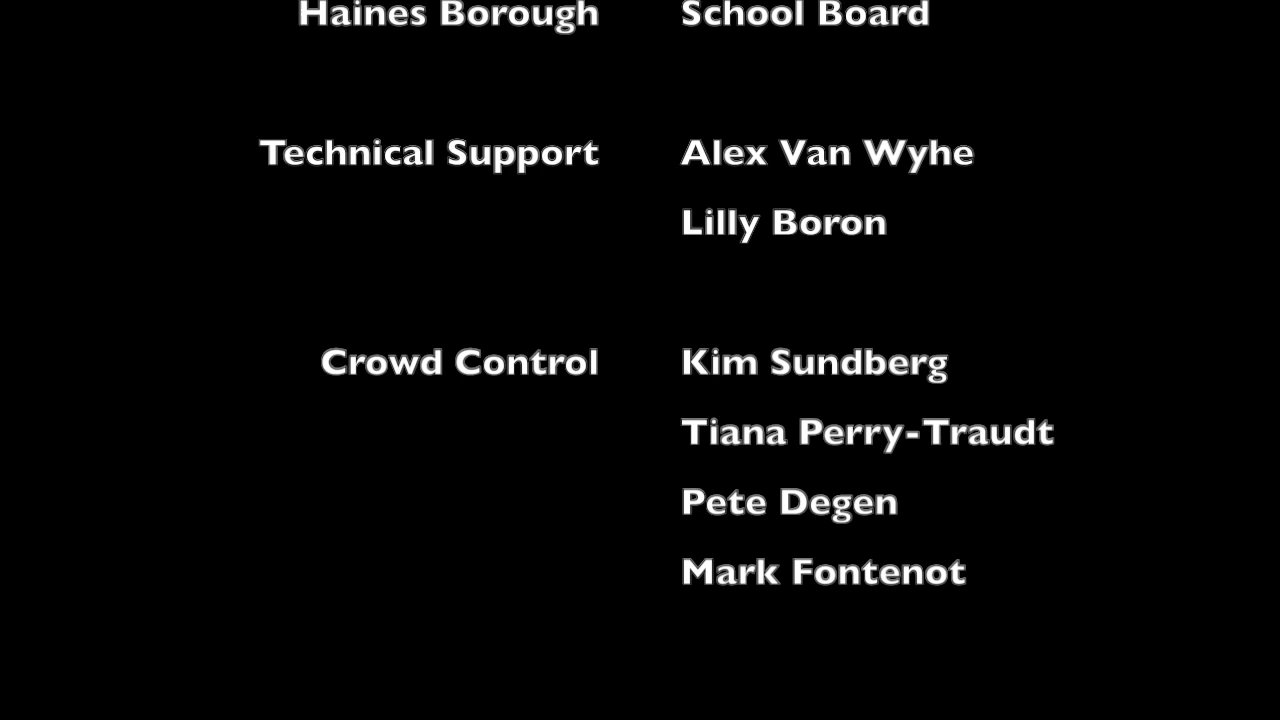 Haines Borough School Board
Technical Support Alex Van Wyhe
Lilly Boron
Crowd Control Kim Sundberg
Tiana Perry-Traudt
Pete Degen
Mark Fontenot